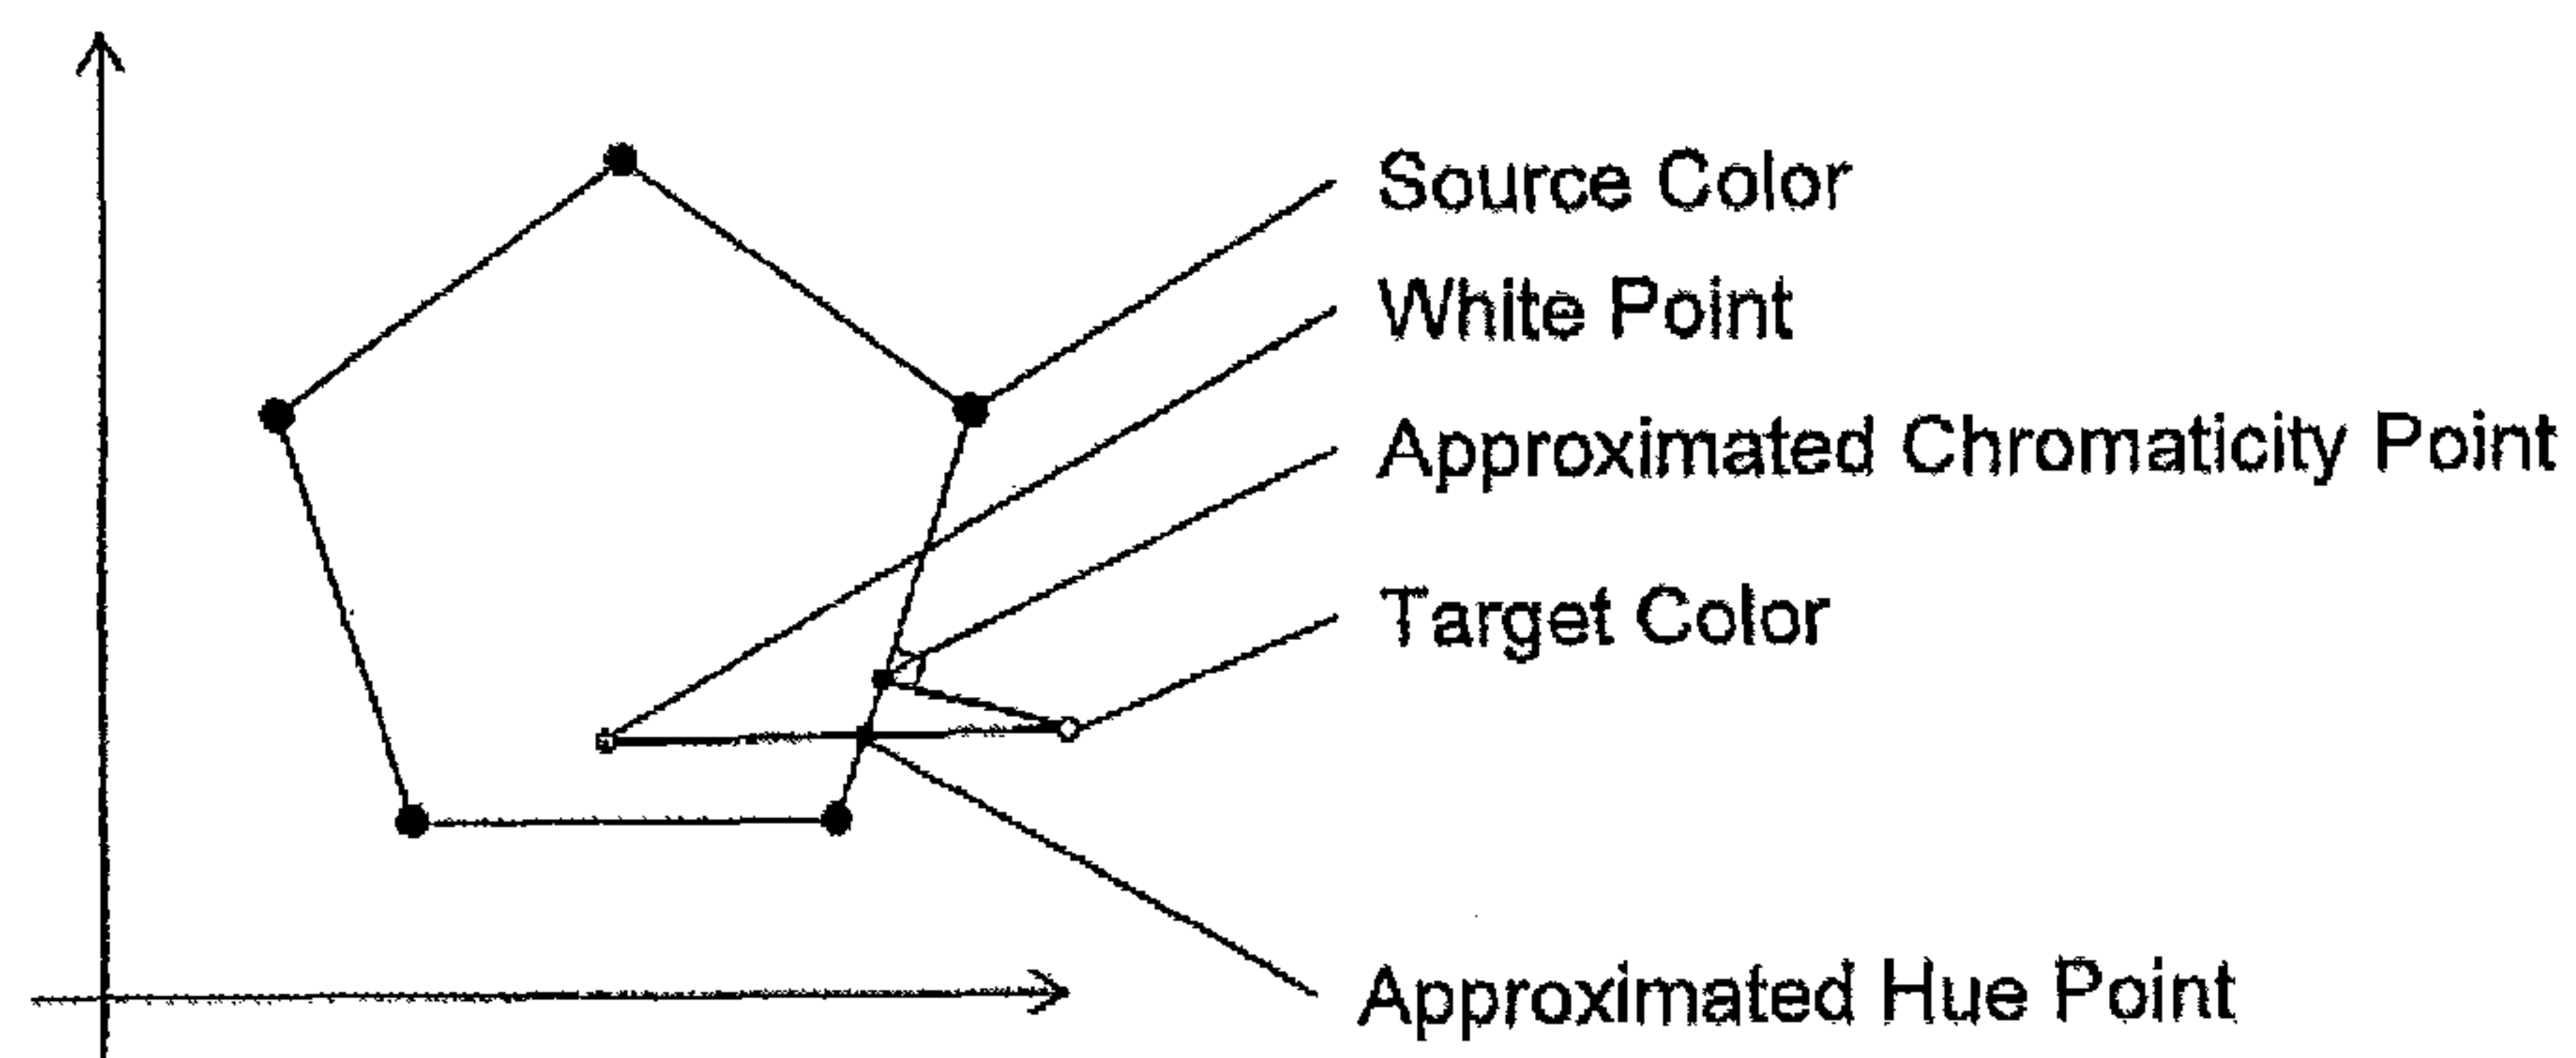 Source Color
White Point
Approximated Chromaticity Point
Target Color
Approximated Hue Point